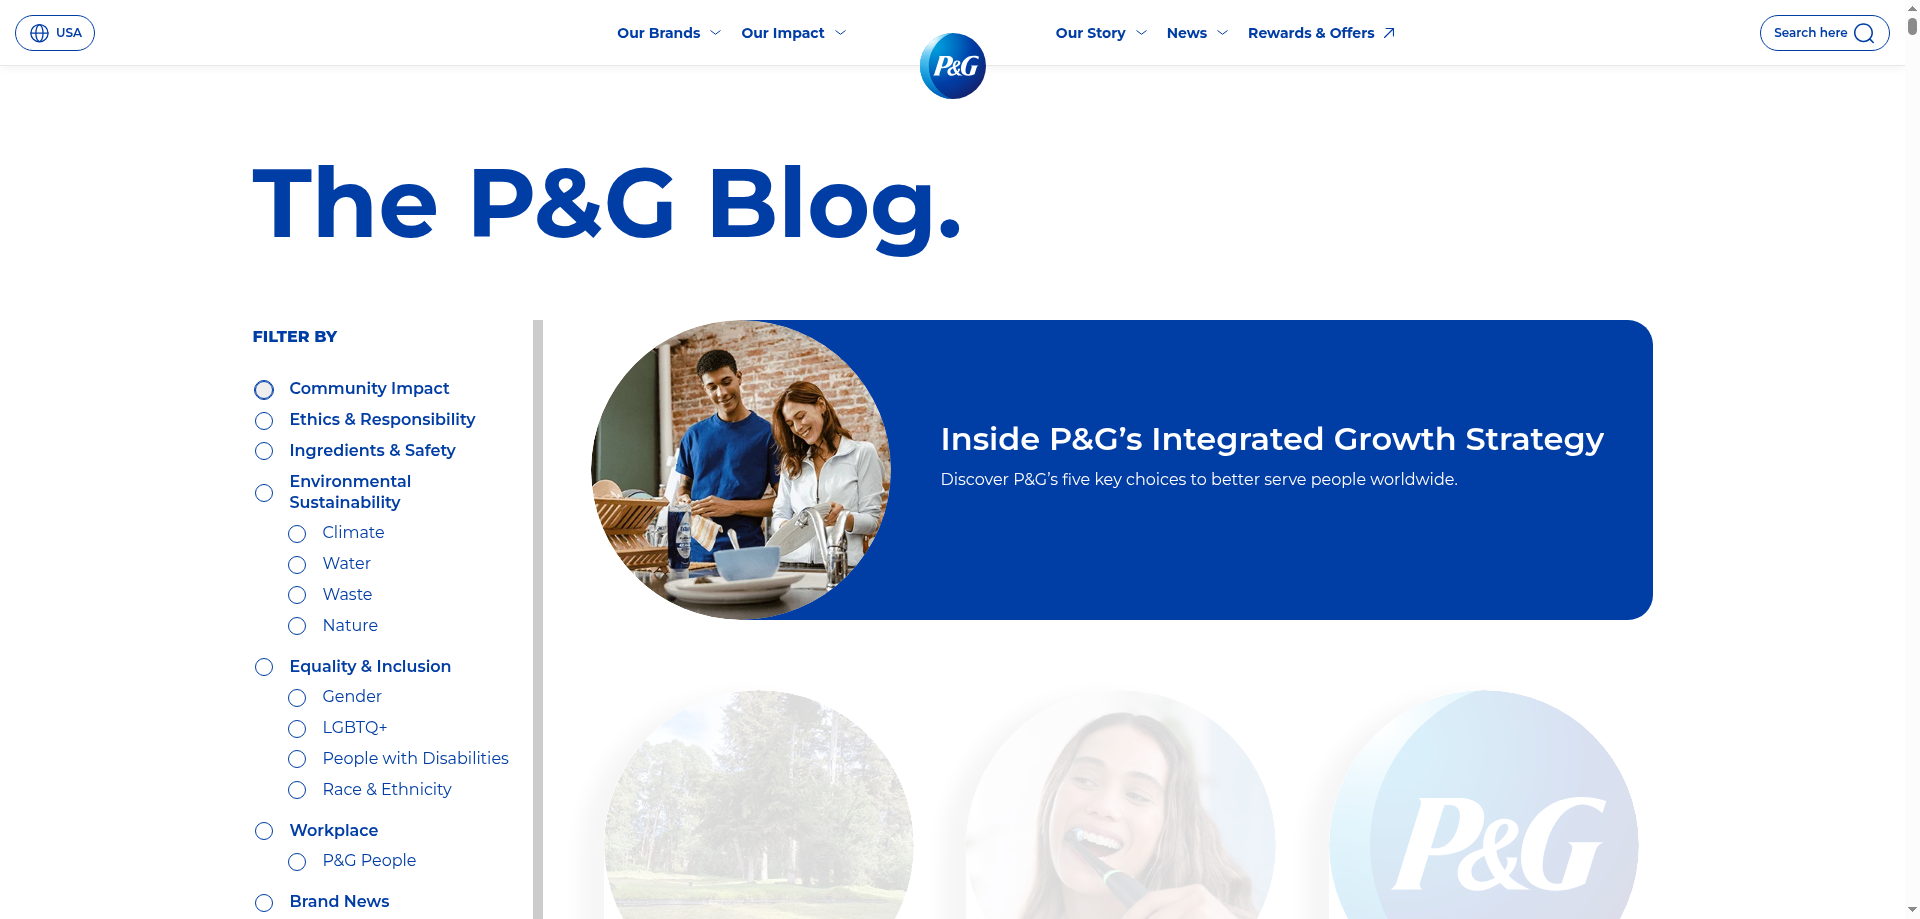 USA
Our Brands
Our Impact
P&G
Our Story
News
Rewards & Offers
Search here
The P&G Blog.
FILTER BY
Community Impact
Ethics & Responsibility
Ingredients & Safety
Environmental
Sustainability
Climate
Water
Waste
Nature
Equality & Inclusion
Gender
LGBTQ+
People with Disabilities
Race & Ethnicity
Workplace
P&G People
Brand News
Inside P&G’s Integrated Growth Strategy
Discover P&G’s five key choices to better serve people worldwide.
P&G